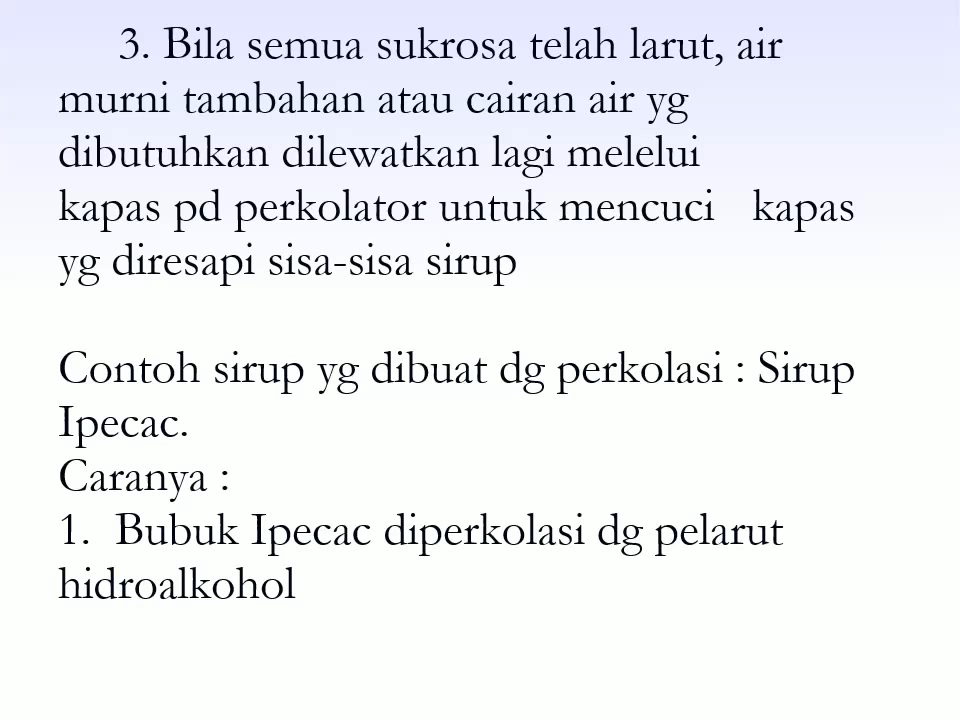 3. Bila semua sukrosa telah larut, air
murni tambahan atau cairan air yg
dibutuhkan dilewatkan lagi melelui
kapas pd perkolator untuk mencuci kapas
yg diresapi sisa-sisa sirup
Contoh sirup yg dibuat dg perkolasi : Sirup
Ipecac.
Caranya :
1. Bubuk Ipecac diperkolasi dg pelarut
hidroalkohol